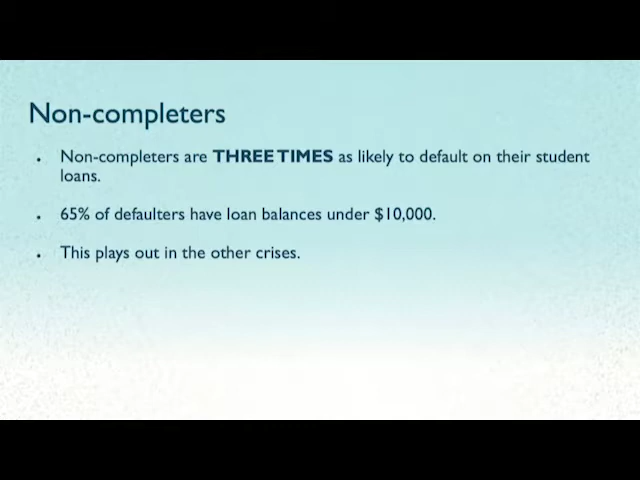 Non-completers
• Non-completers are THREE TIMES as likely to default on their student
loans.
• 65% of defaulters have loan balances under $10,000.
• This plays out in the other crises.